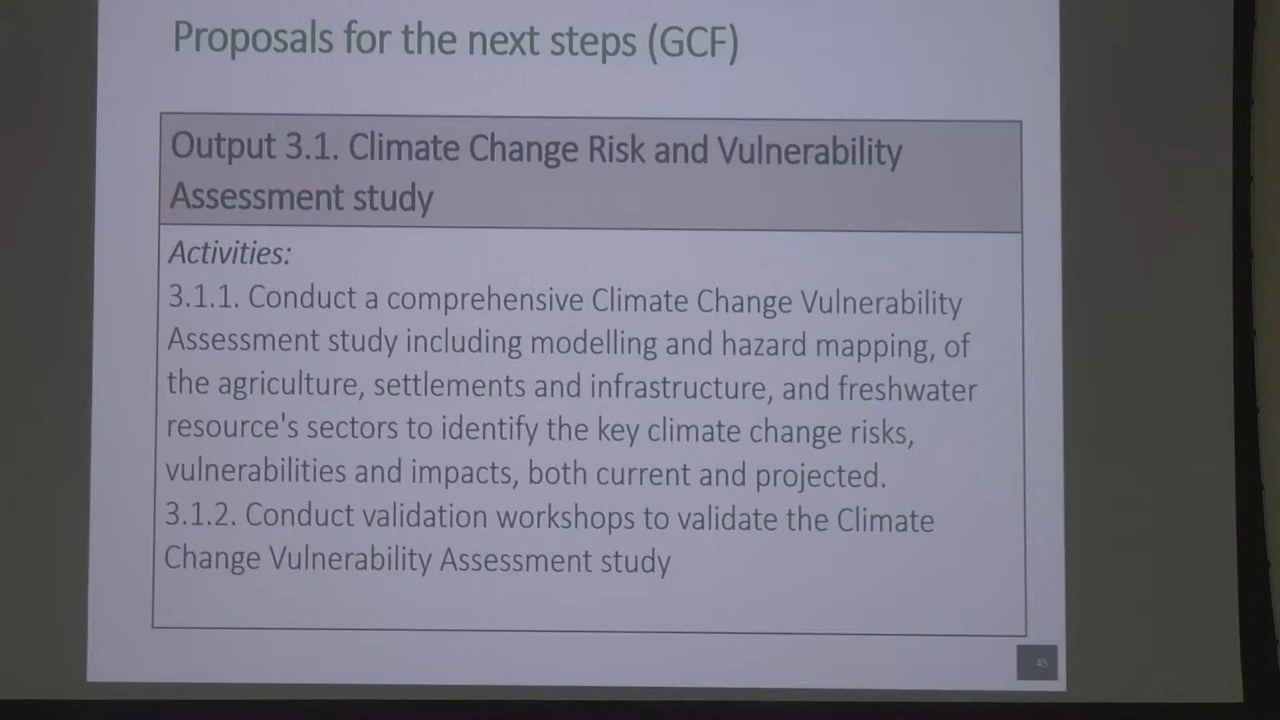 Proposals for the next steps (GCF)
Output 3.1. Climate Change Risk and Vulnerability
Assessment study
Activities:
3.1.1. Conduct a comprehensive Climate Change Vulnerability
Assessment study including modelling and hazard mapping, of
the agriculture, settlements and infrastructure, and freshwater
resource's sectors to identify the key climate change risks,
vulnerabilities and impacts, both current and projected.
3.1.2. Conduct validation workshops to validate the Climate
Change Vulnerability Assessment study
45